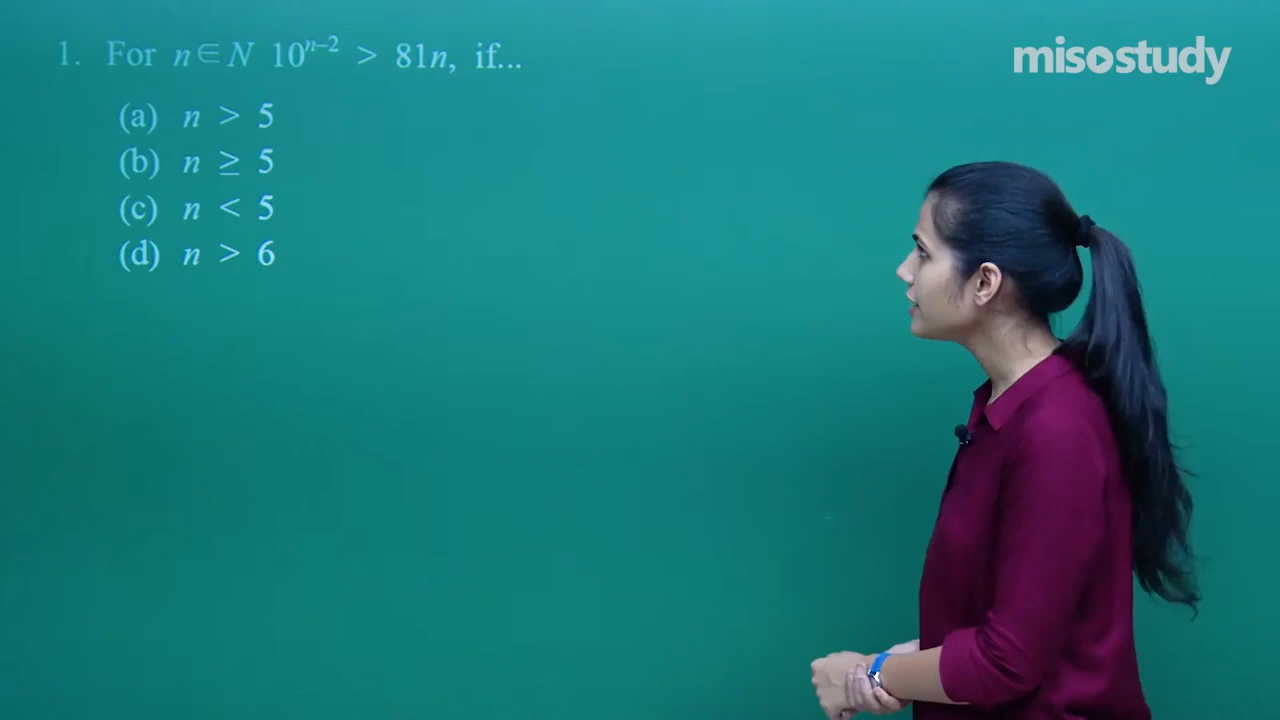 1. For n ∈ N 10^{n–2} > 81n, if...
(a) n > 5
(b) n ≥ 5
(c) n < 5
(d) n > 6
misostudy